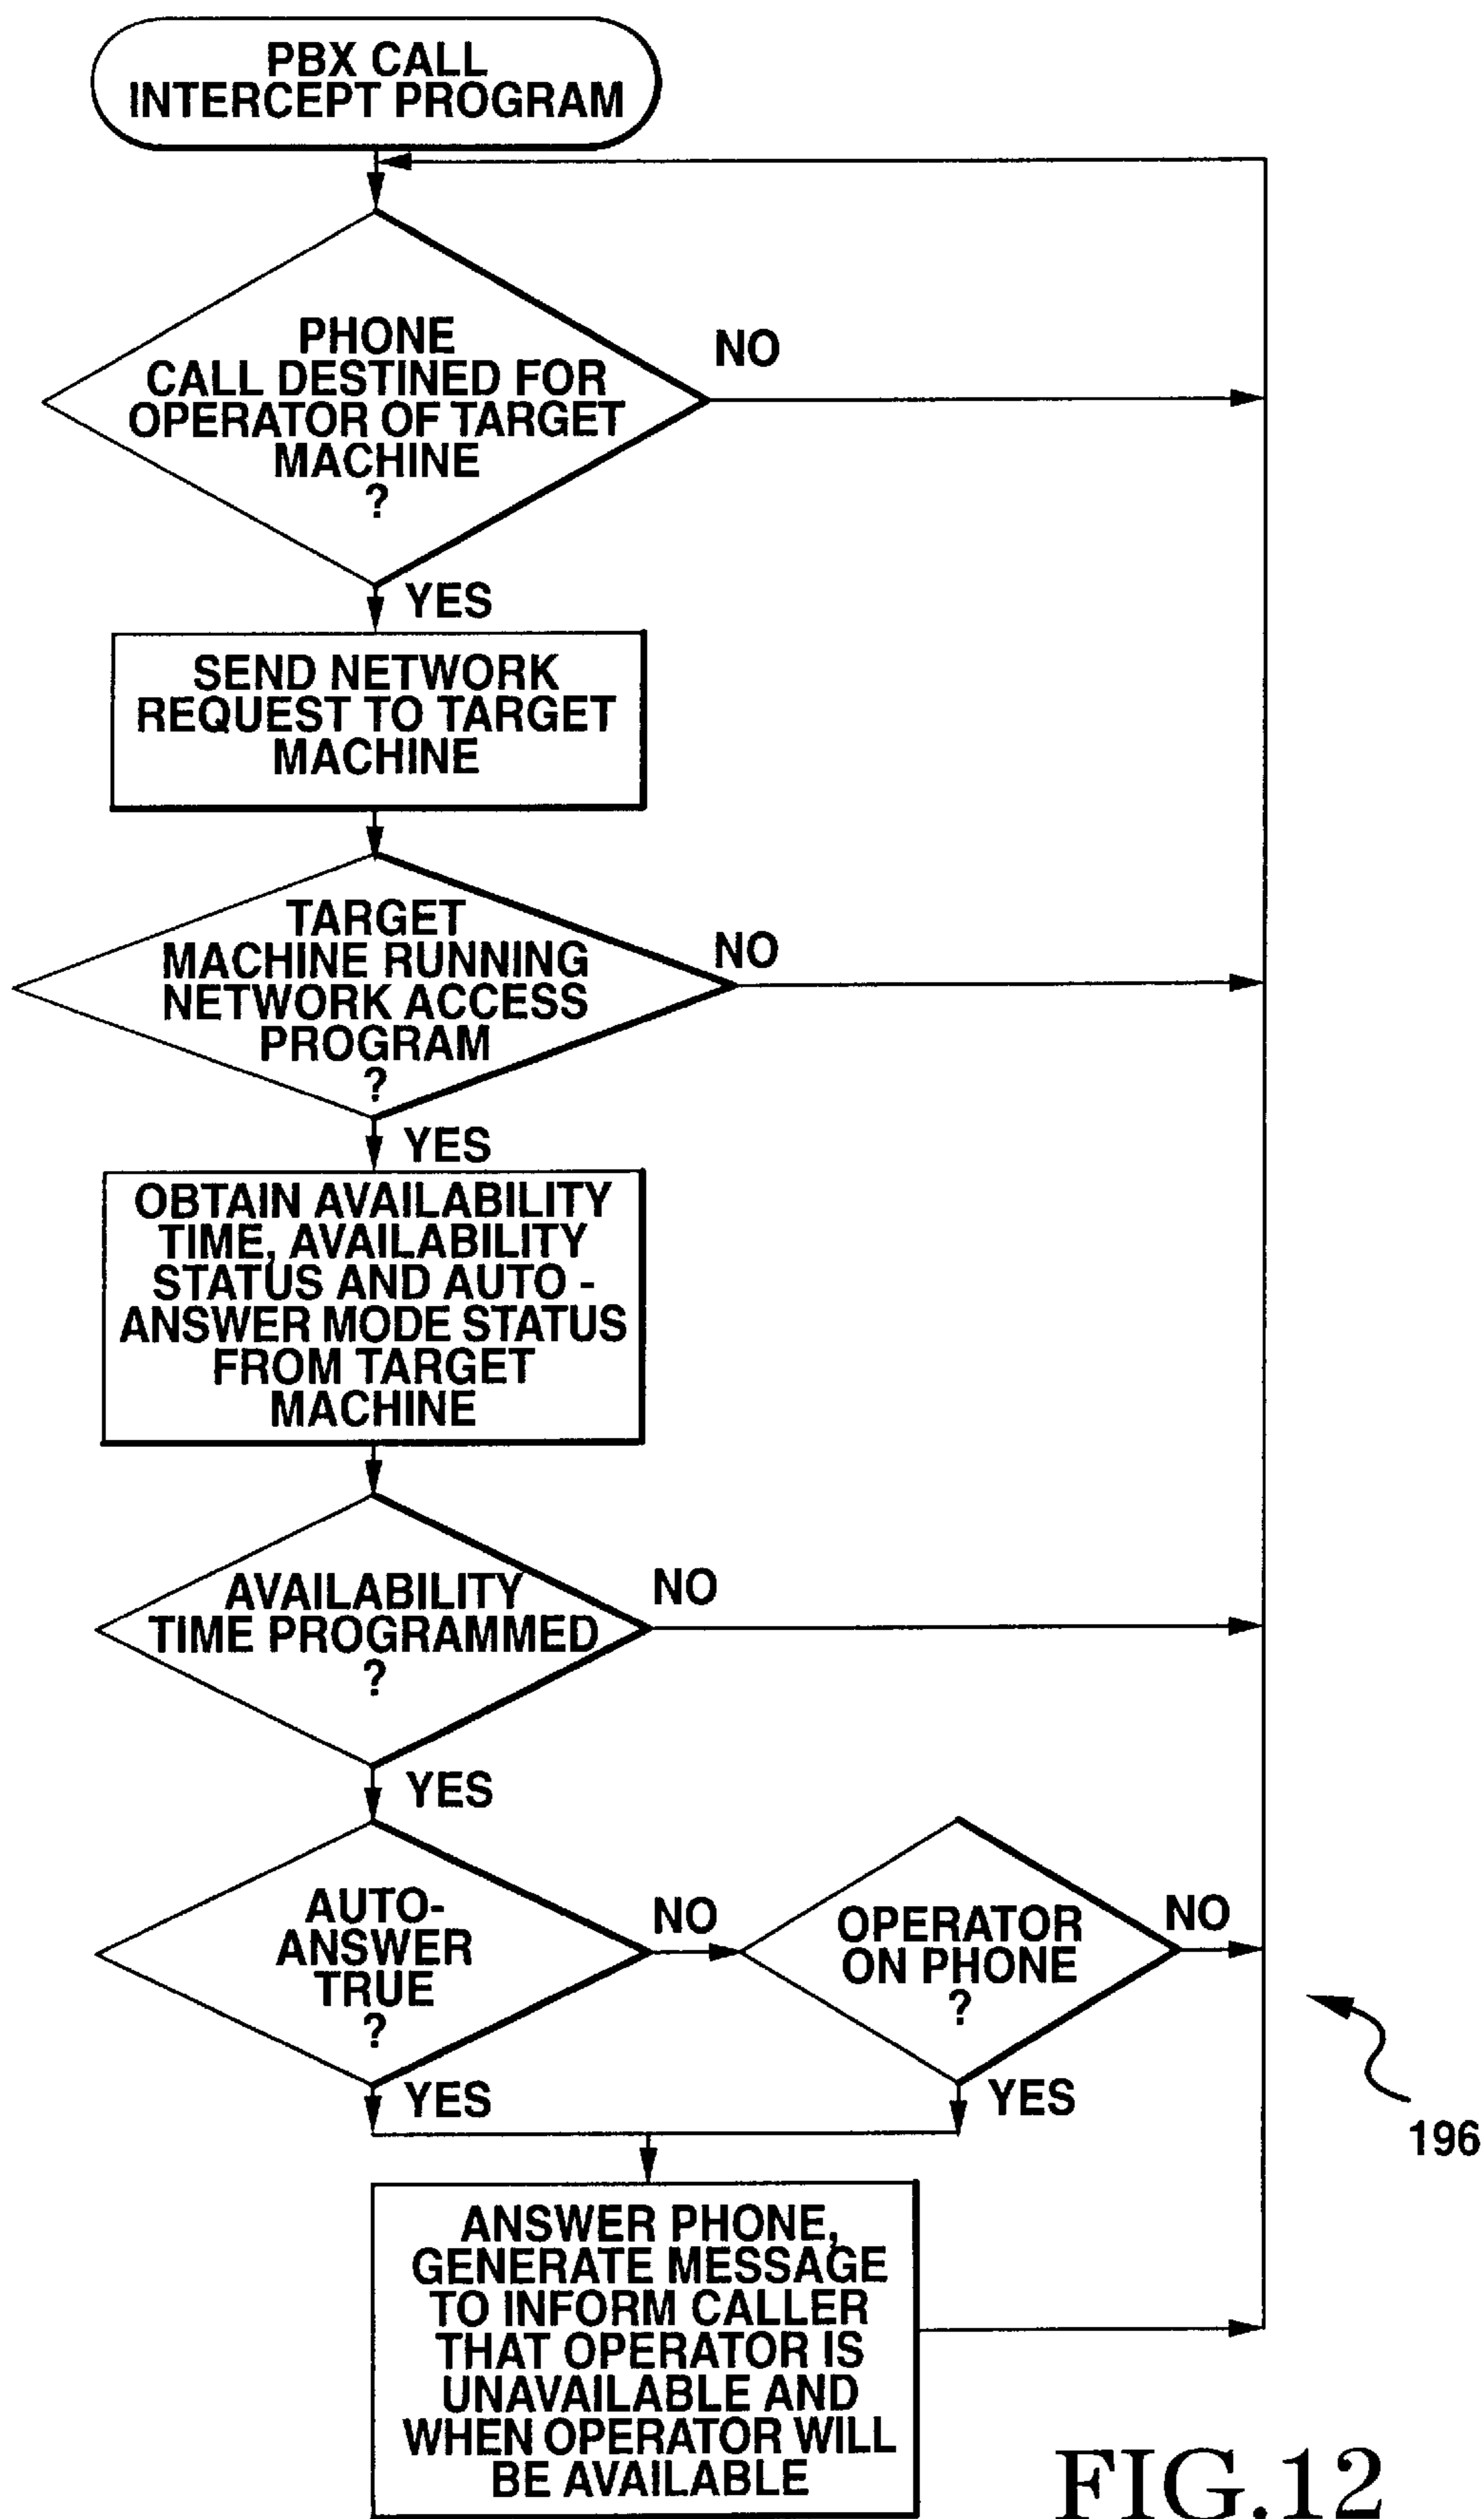 PBX CALL
INTERCEPT PROGRAM
PHONE
CALL DESTINED FOR
OPERATOR OF TARGET
MACHINE
?
NO
YES
SEND NETWORK
REQUEST TO TARGET
MACHINE
TARGET
MACHINE RUNNING
NETWORK ACCESS
PROGRAM
?
NO
YES
OBTAIN AVAILABILITY
TIME, AVAILABILITY
STATUS AND AUTO -
ANSWER MODE STATUS
FROM TARGET
MACHINE
AVAILABILITY
TIME PROGRAMMED
?
NO
YES
AUTO-
ANSWER
TRUE
?
NO
YES
OPERATOR
ON PHONE
?
NO
YES
196
ANSWER PHONE,
GENERATE MESSAGE
TO INFORM CALLER
THAT OPERATOR IS
UNAVAILABLE AND
WHEN OPERATOR WILL
BE AVAILABLE
FIG.12